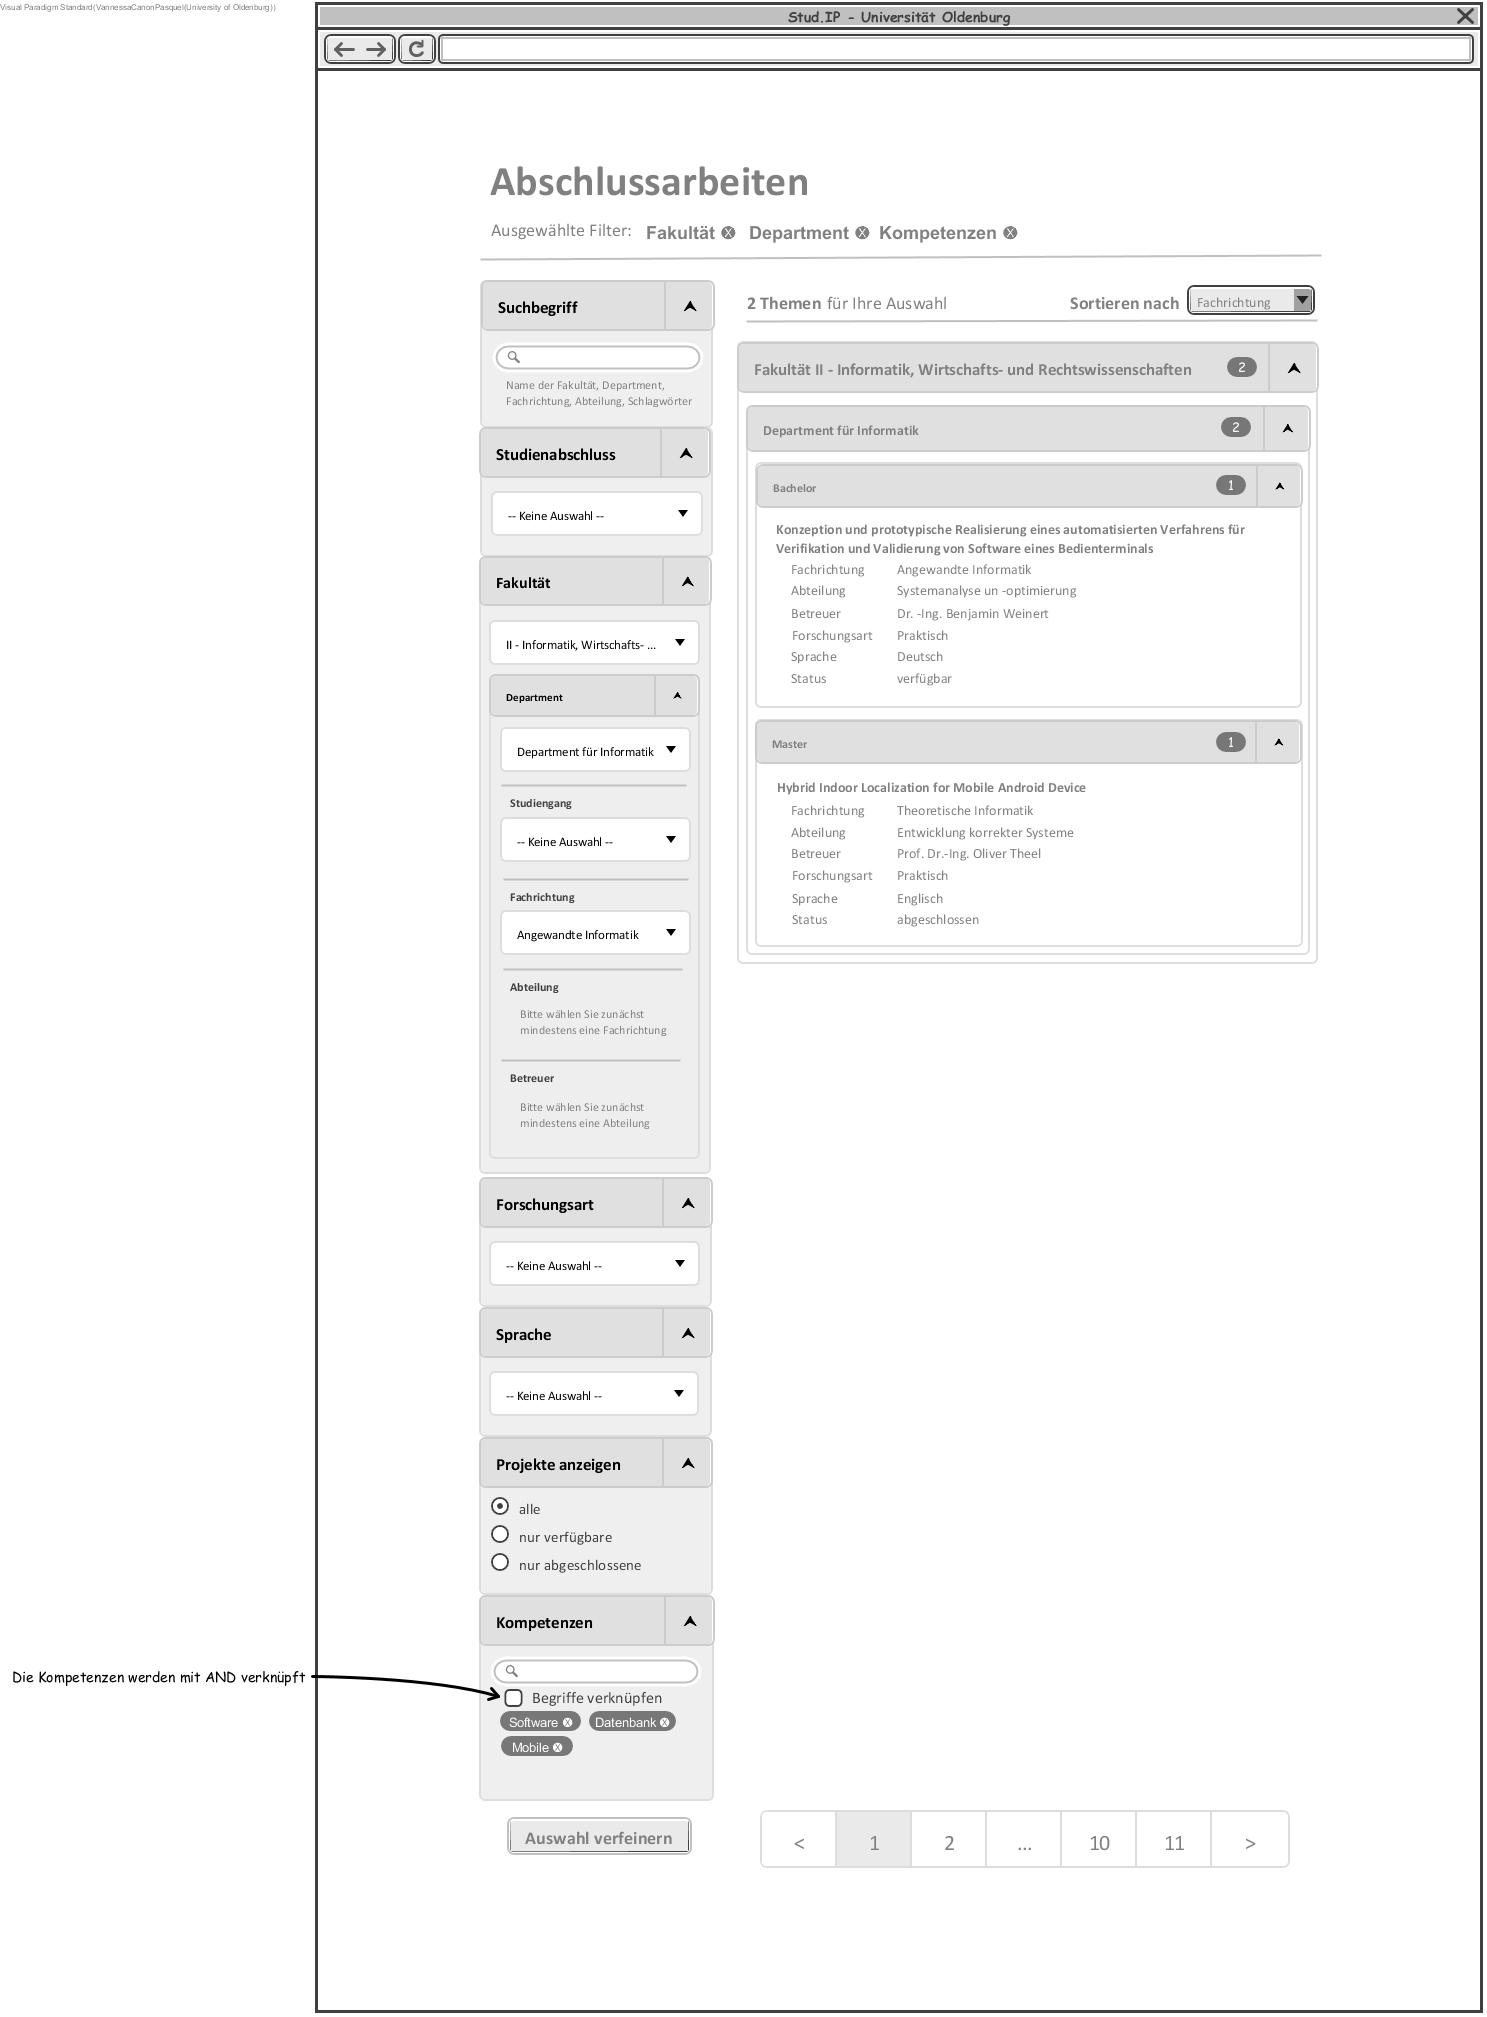 Visual Paradigm Standard(VannessaCanonPasquel(University of Oldenburg))
Stud.IP - Universität Oldenburg
Abschlussarbeiten
Ausgewählte Filter: Fakultät x Department x Kompetenzen x
Suchbegriff
Name der Fakultät, Department,
Fachrichtung, Abteilung, Schlagwörter
Studienabschluss
-- Keine Auswahl --
Fakultät
II - Informatik, Wirtschafts- ...
Department
Department für Informatik
Studiengang
-- Keine Auswahl --
Fachrichtung
Angewandte Informatik
Abteilung
Bitte wählen Sie zunächst
mindestens eine Fachrichtung
Betreuer
Bitte wählen Sie zunächst
mindestens eine Abteilung
Forschungsart
-- Keine Auswahl --
Sprache
-- Keine Auswahl --
Projekte anzeigen
alle
nur verfügbare
nur abgeschlossene
Kompetenzen
Die Kompetenzen werden mit AND verknüpft
Begriffe verknüpfen
Software x Datenbank x
Mobile x
Auswahl verfeinern
2 Themen für Ihre Auswahl Sortieren nach Fachrichtung
Fakultät II - Informatik, Wirtschafts- und Rechtswissenschaften 2
Department für Informatik 2
Bachelor 1
Konzeption und prototypische Realisierung eines automatisierten Verfahrens für
Verifikation und Validierung von Software eines Bedienterminals
Fachrichtung Angewandte Informatik
Abteilung Systemanalyse un -optimierung
Betreuer Dr. -Ing. Benjamin Weinert
Forschungsart Praktisch
Sprache Deutsch
Status verfügbar
Master 1
Hybrid Indoor Localization for Mobile Android Device
Fachrichtung Theoretische Informatik
Abteilung Entwicklung korrekter Systeme
Betreuer Prof. Dr.-Ing. Oliver Theel
Forschungsart Praktisch
Sprache Englisch
Status abgeschlossen
< 1 2 ... 10 11 >